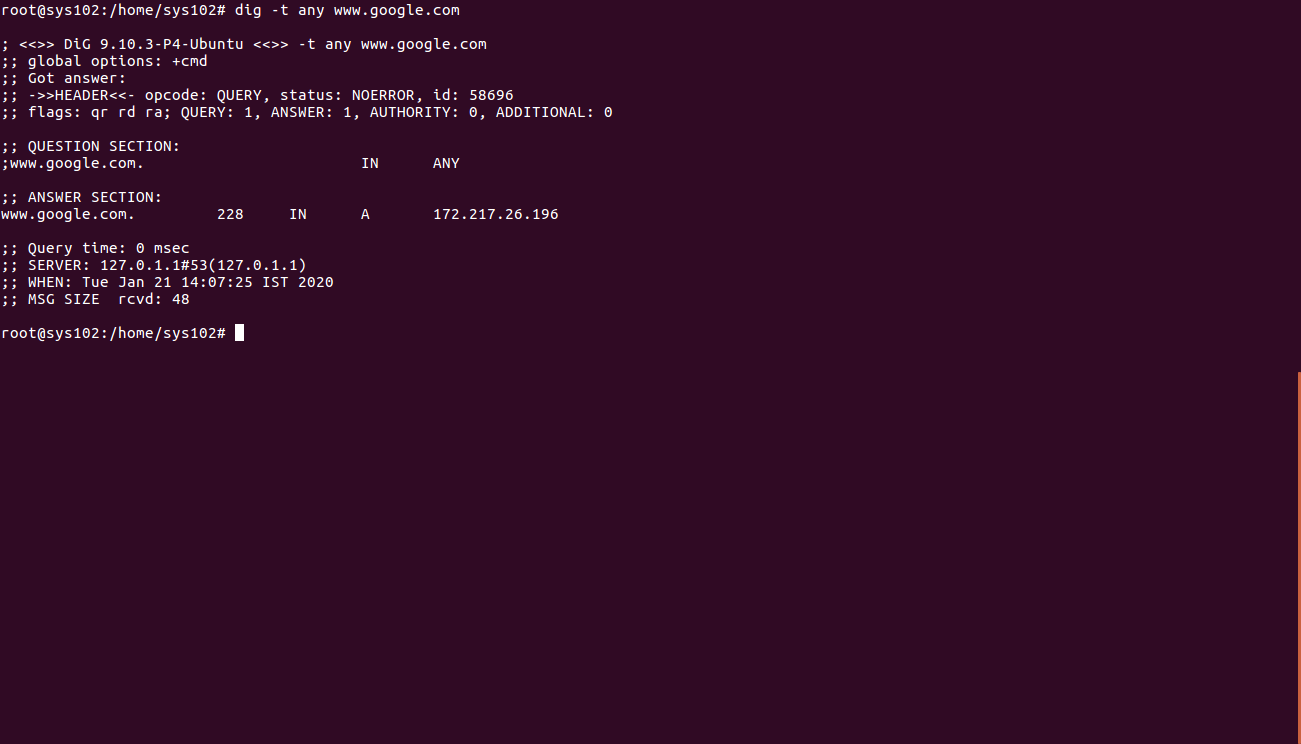 root@sys102:/home/sys102# dig -t any www.google.com
; <<>> DiG 9.10.3-P4-Ubuntu <<>> -t any www.google.com
;; global options: +cmd
;; Got answer:
;; ->>HEADER<<- opcode: QUERY, status: NOERROR, id: 58696
;; flags: qr rd ra; QUERY: 1, ANSWER: 1, AUTHORITY: 0, ADDITIONAL: 0
;; QUESTION SECTION:
;www.google.com. IN ANY
;; ANSWER SECTION:
www.google.com. 228 IN A 172.217.26.196
;; Query time: 0 msec
;; SERVER: 127.0.1.1#53(127.0.1.1)
;; WHEN: Tue Jan 21 14:07:25 IST 2020
;; MSG SIZE rcvd: 48
root@sys102:/home/sys102#